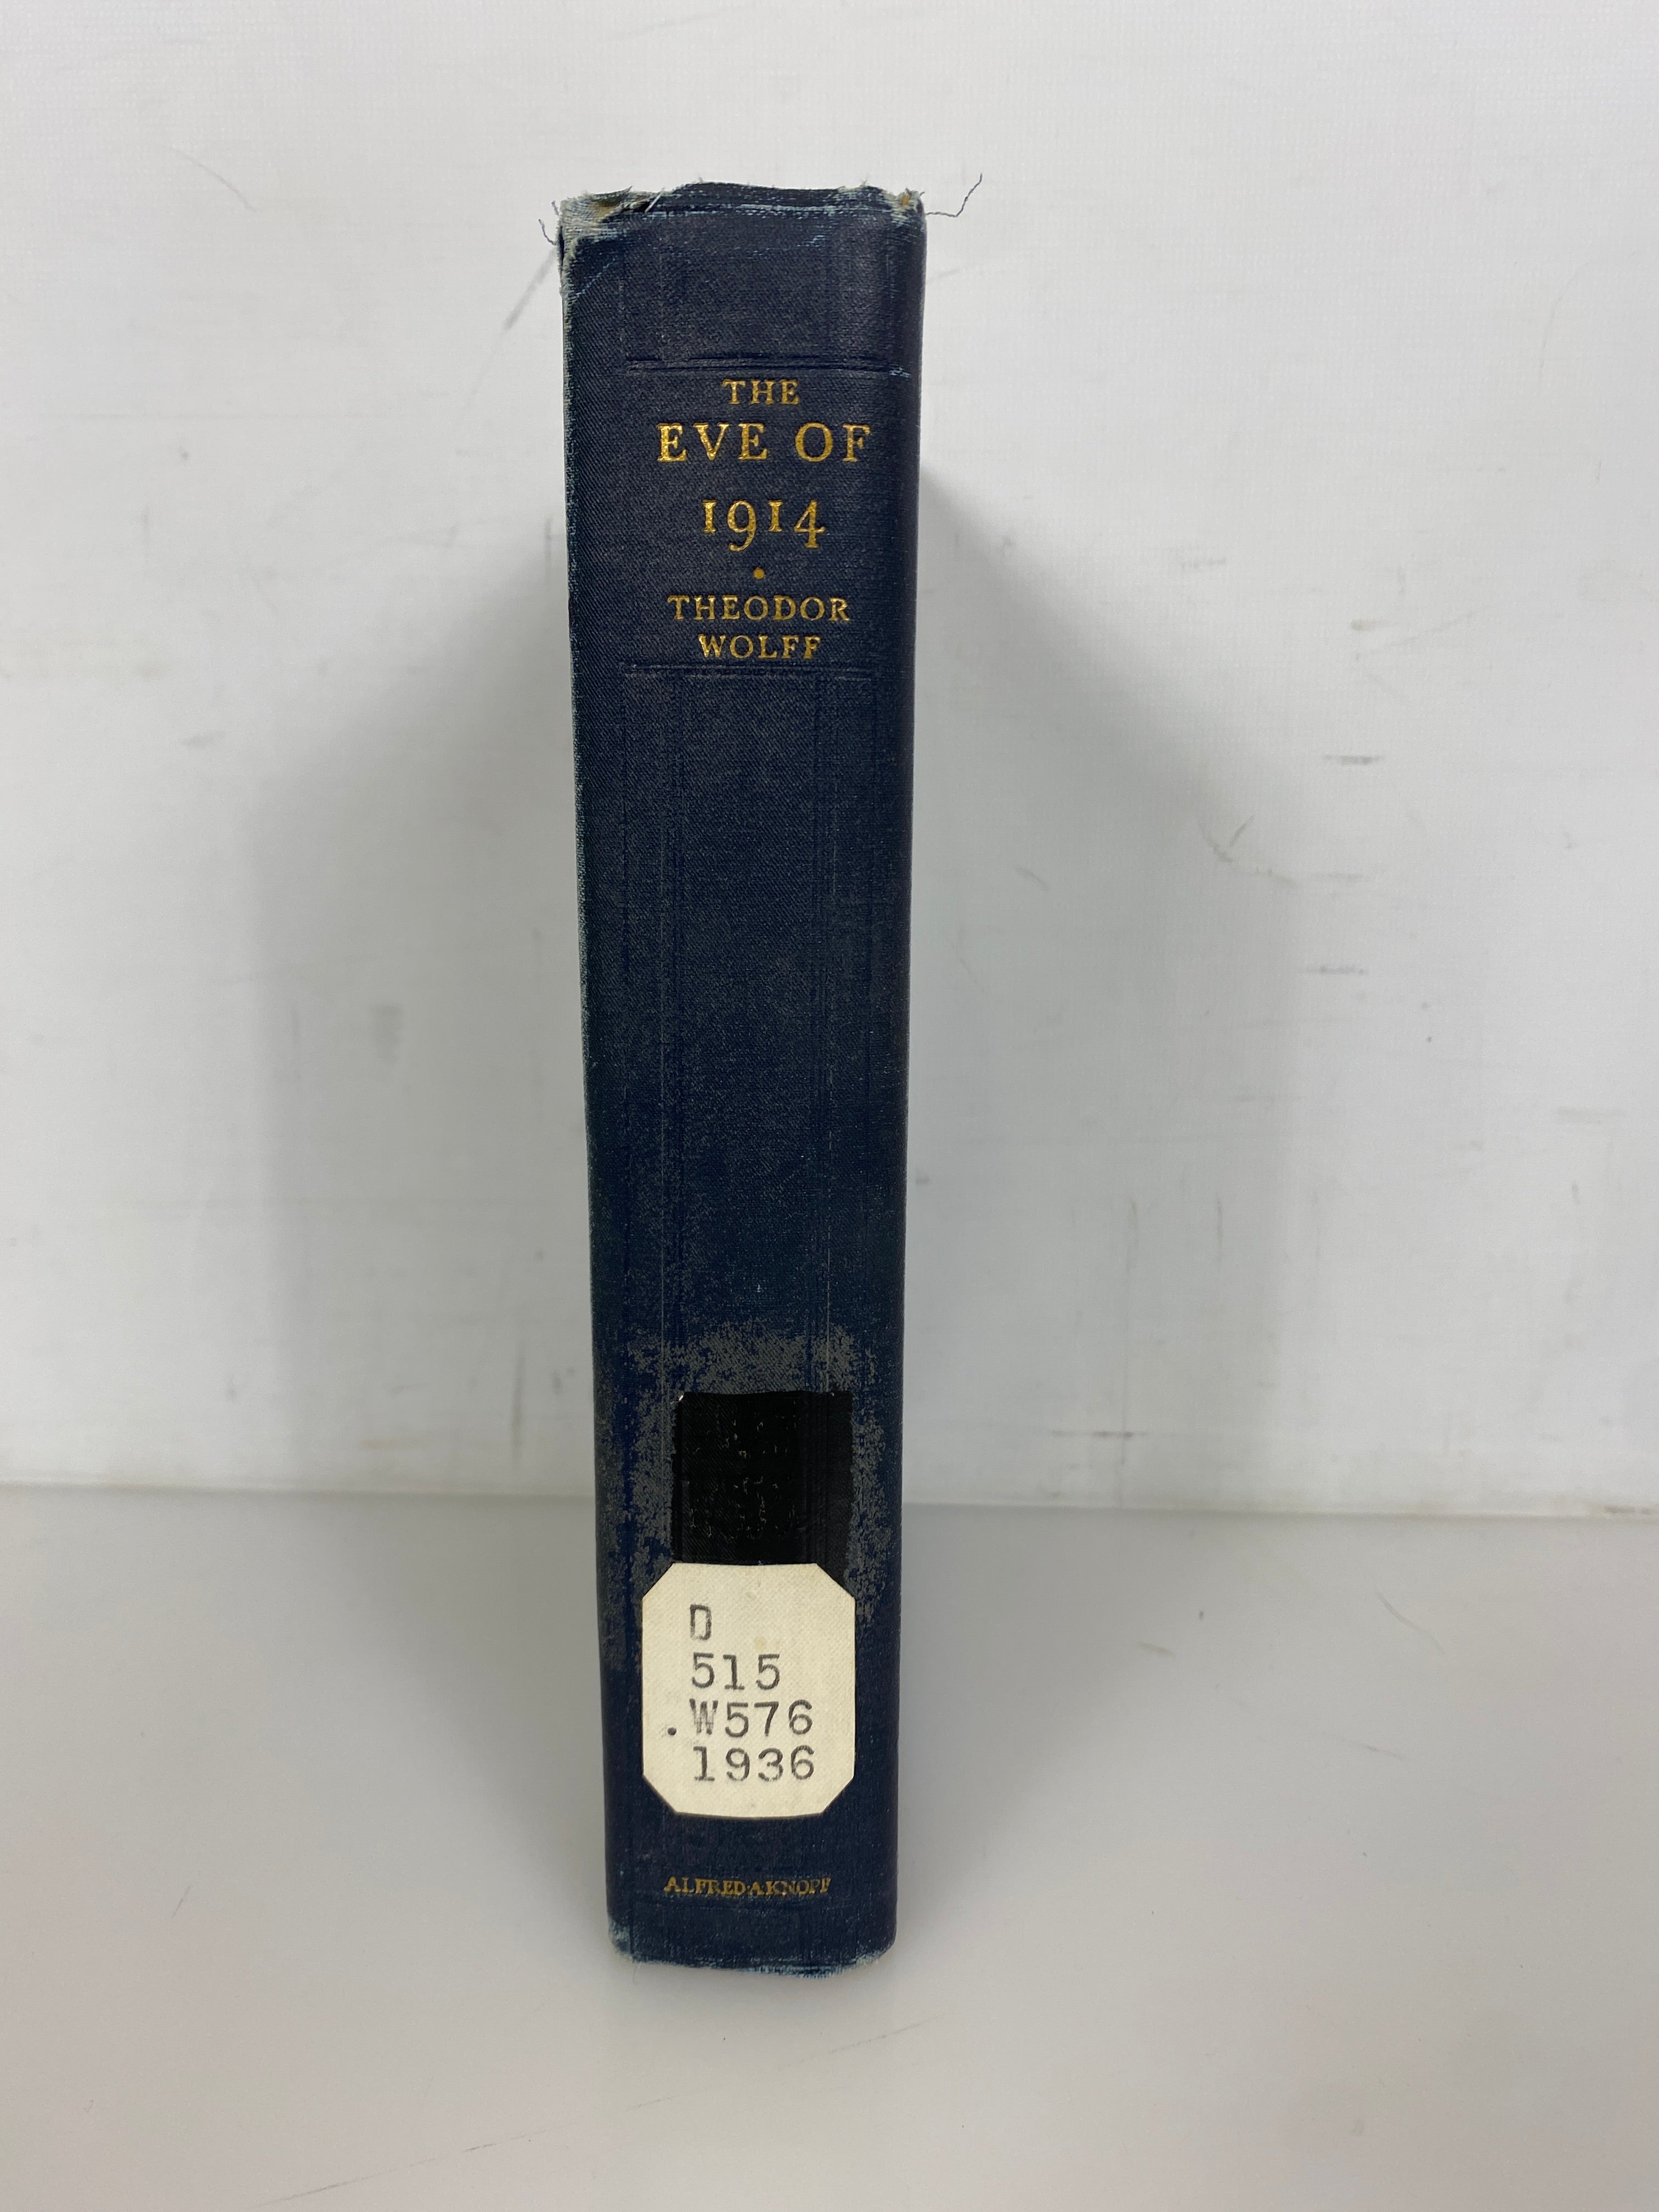 THE
EVE OF
1914
•
THEODOR
WOLFF
D
515
.W576
1936
ALFRED·A·KNOPF